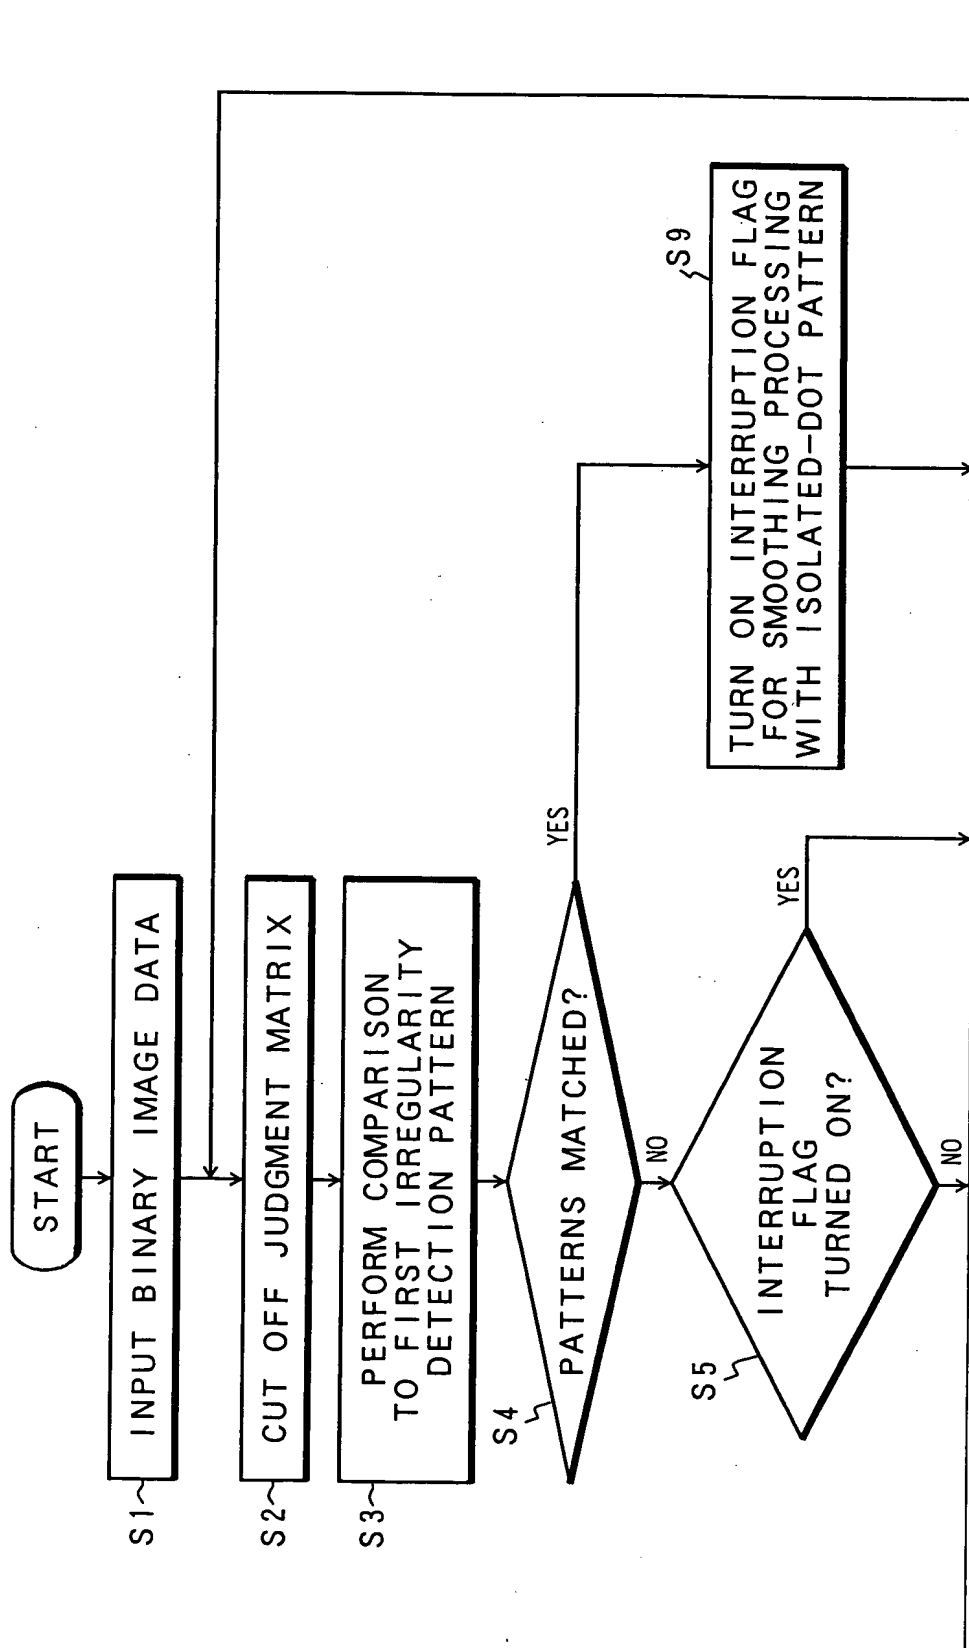 START
S1
INPUT BINARY IMAGE DATA
S2
CUT OFF JUDGMENT MATRIX
S3
PERFORM COMPARISON
TO FIRST IRREGULARITY
DETECTION PATTERN
S4
PATTERNS MATCHED?
YES
NO
S9
TURN ON INTERRUPTION FLAG
FOR SMOOTHING PROCESSING
WITH ISOLATED-DOT PATTERN
S5
INTERRUPTION
FLAG
TURNED ON?
YES
NO